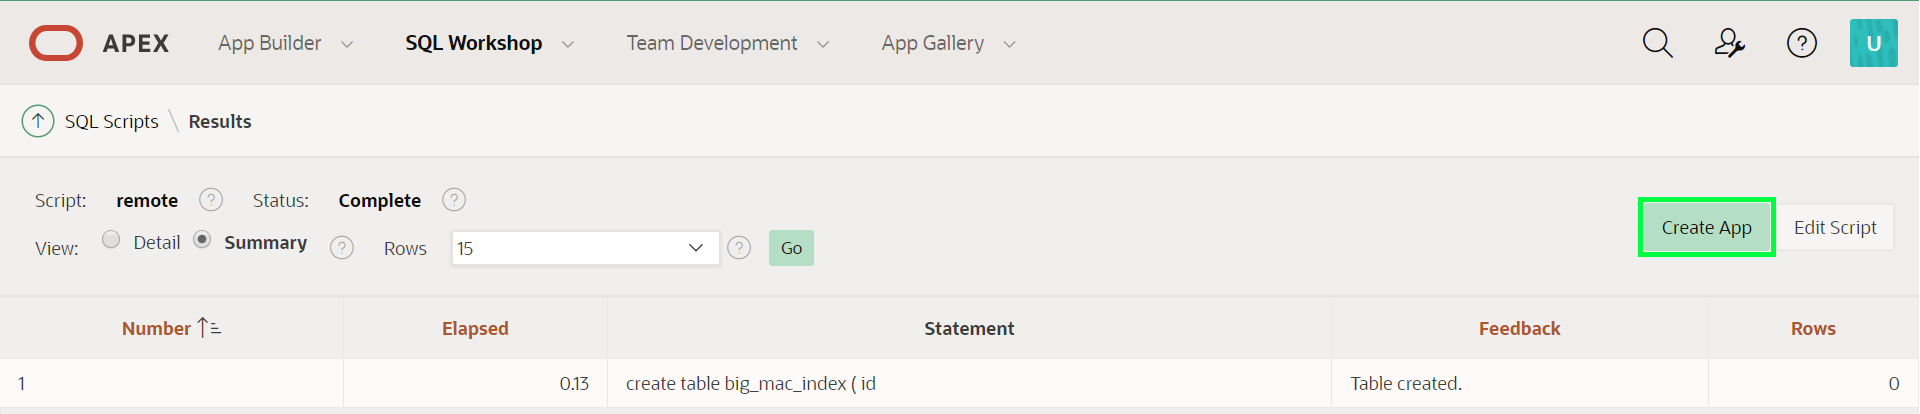 APEX App Builder SQL Workshop Team Development App Gallery ? U
SQL Scripts \ Results
Script: remote ? Status: Complete ?
View: Detail Summary ? Rows 15 ? Go
Create App Edit Script
Number Elapsed Statement Feedback Rows
1 0.13 create table big_mac_index ( id Table created. 0